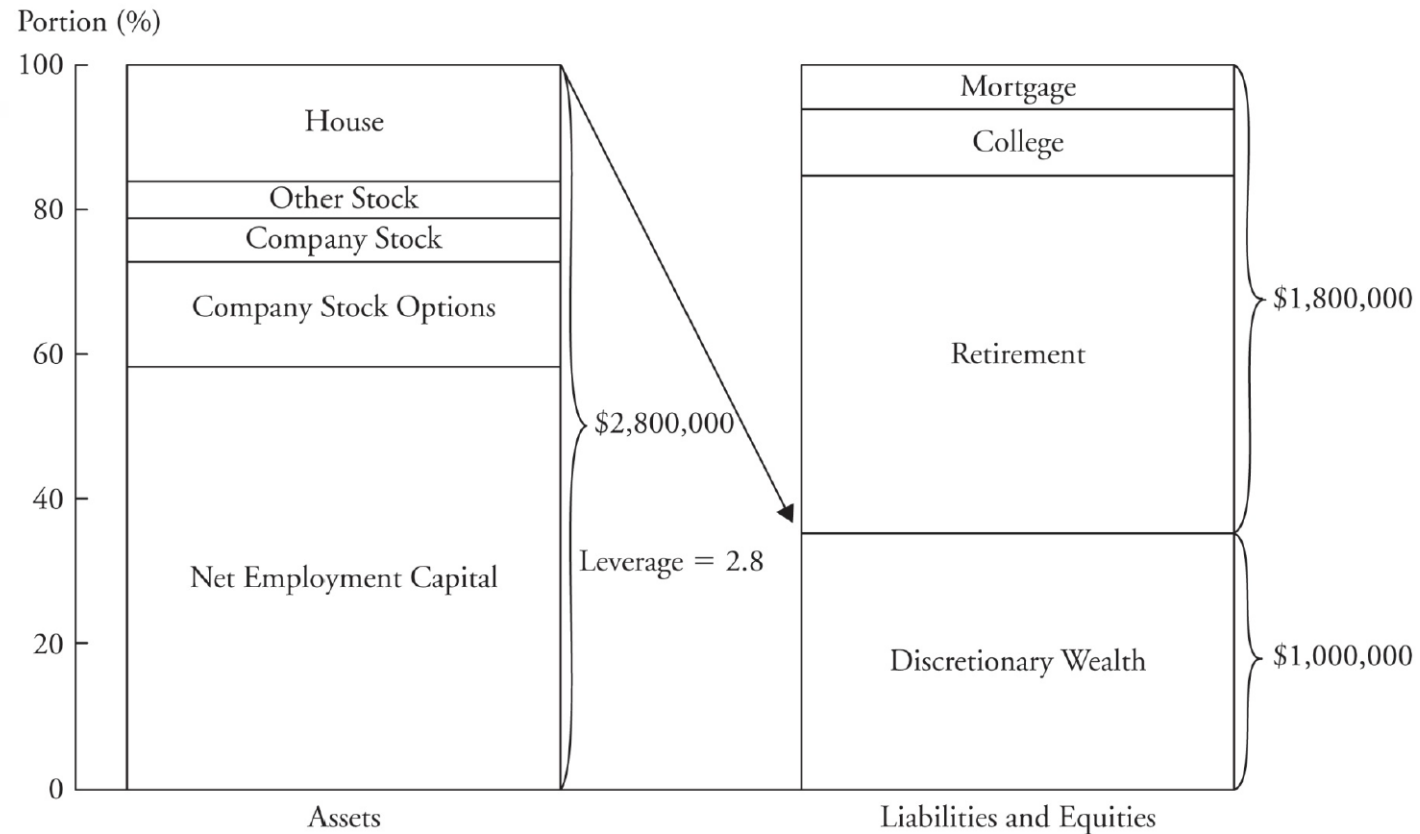 Portion (%)
100
80
60
40
20
0
House
Other Stock
Company Stock
Company Stock Options
Net Employment Capital
Assets
$2,800,000
Leverage = 2.8
Mortgage
College
Retirement
Discretionary Wealth
Liabilities and Equities
$1,800,000
$1,000,000